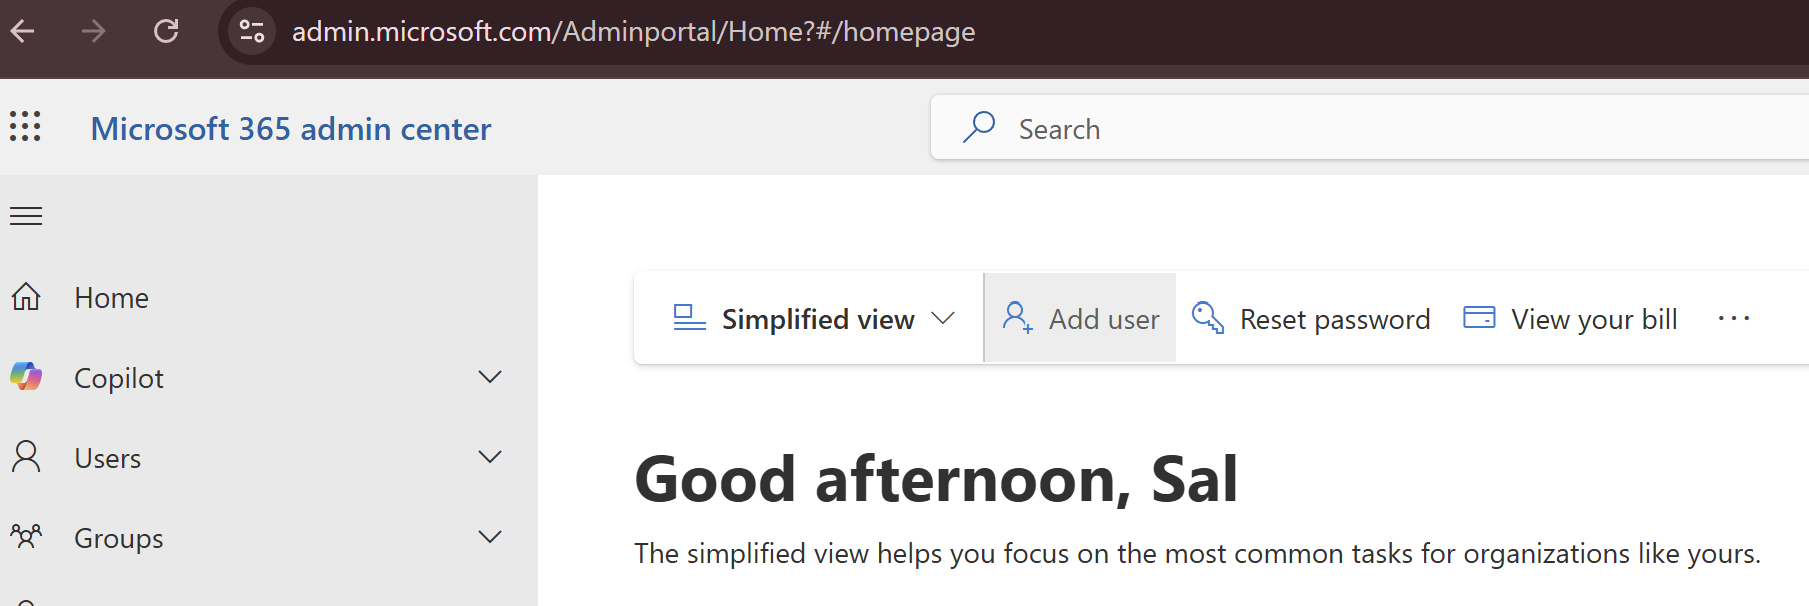 admin.microsoft.com/Adminportal/Home?#/homepage
Microsoft 365 admin center
Search
Home
Copilot
Users
Groups
Simplified view
Add user
Reset password
View your bill
Good afternoon, Sal
The simplified view helps you focus on the most common tasks for organizations like yours.